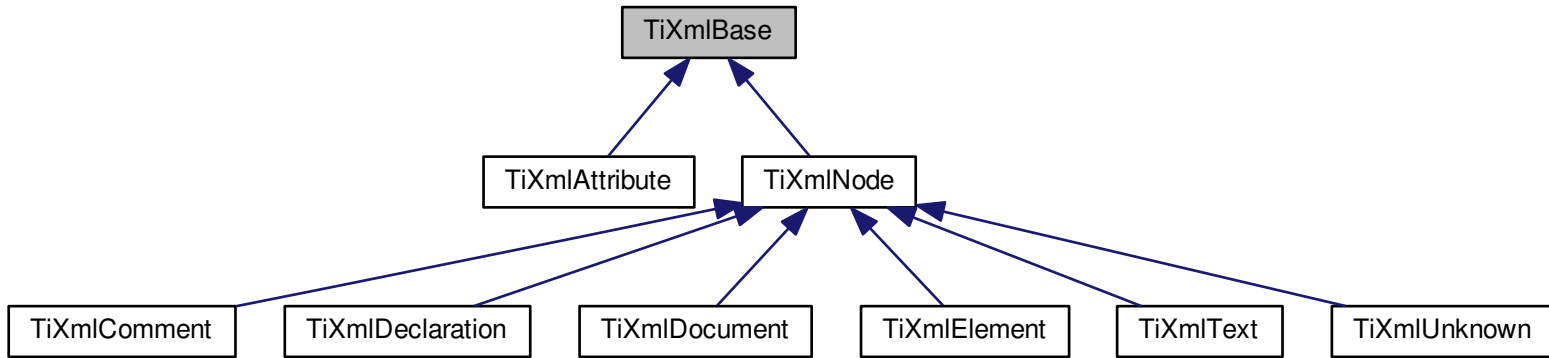 TiXmlBase
TiXmlAttribute
TiXmlNode
TiXmlComment
TiXmlDeclaration
TiXmlDocument
TiXmlElement
TiXmlText
TiXmlUnknown